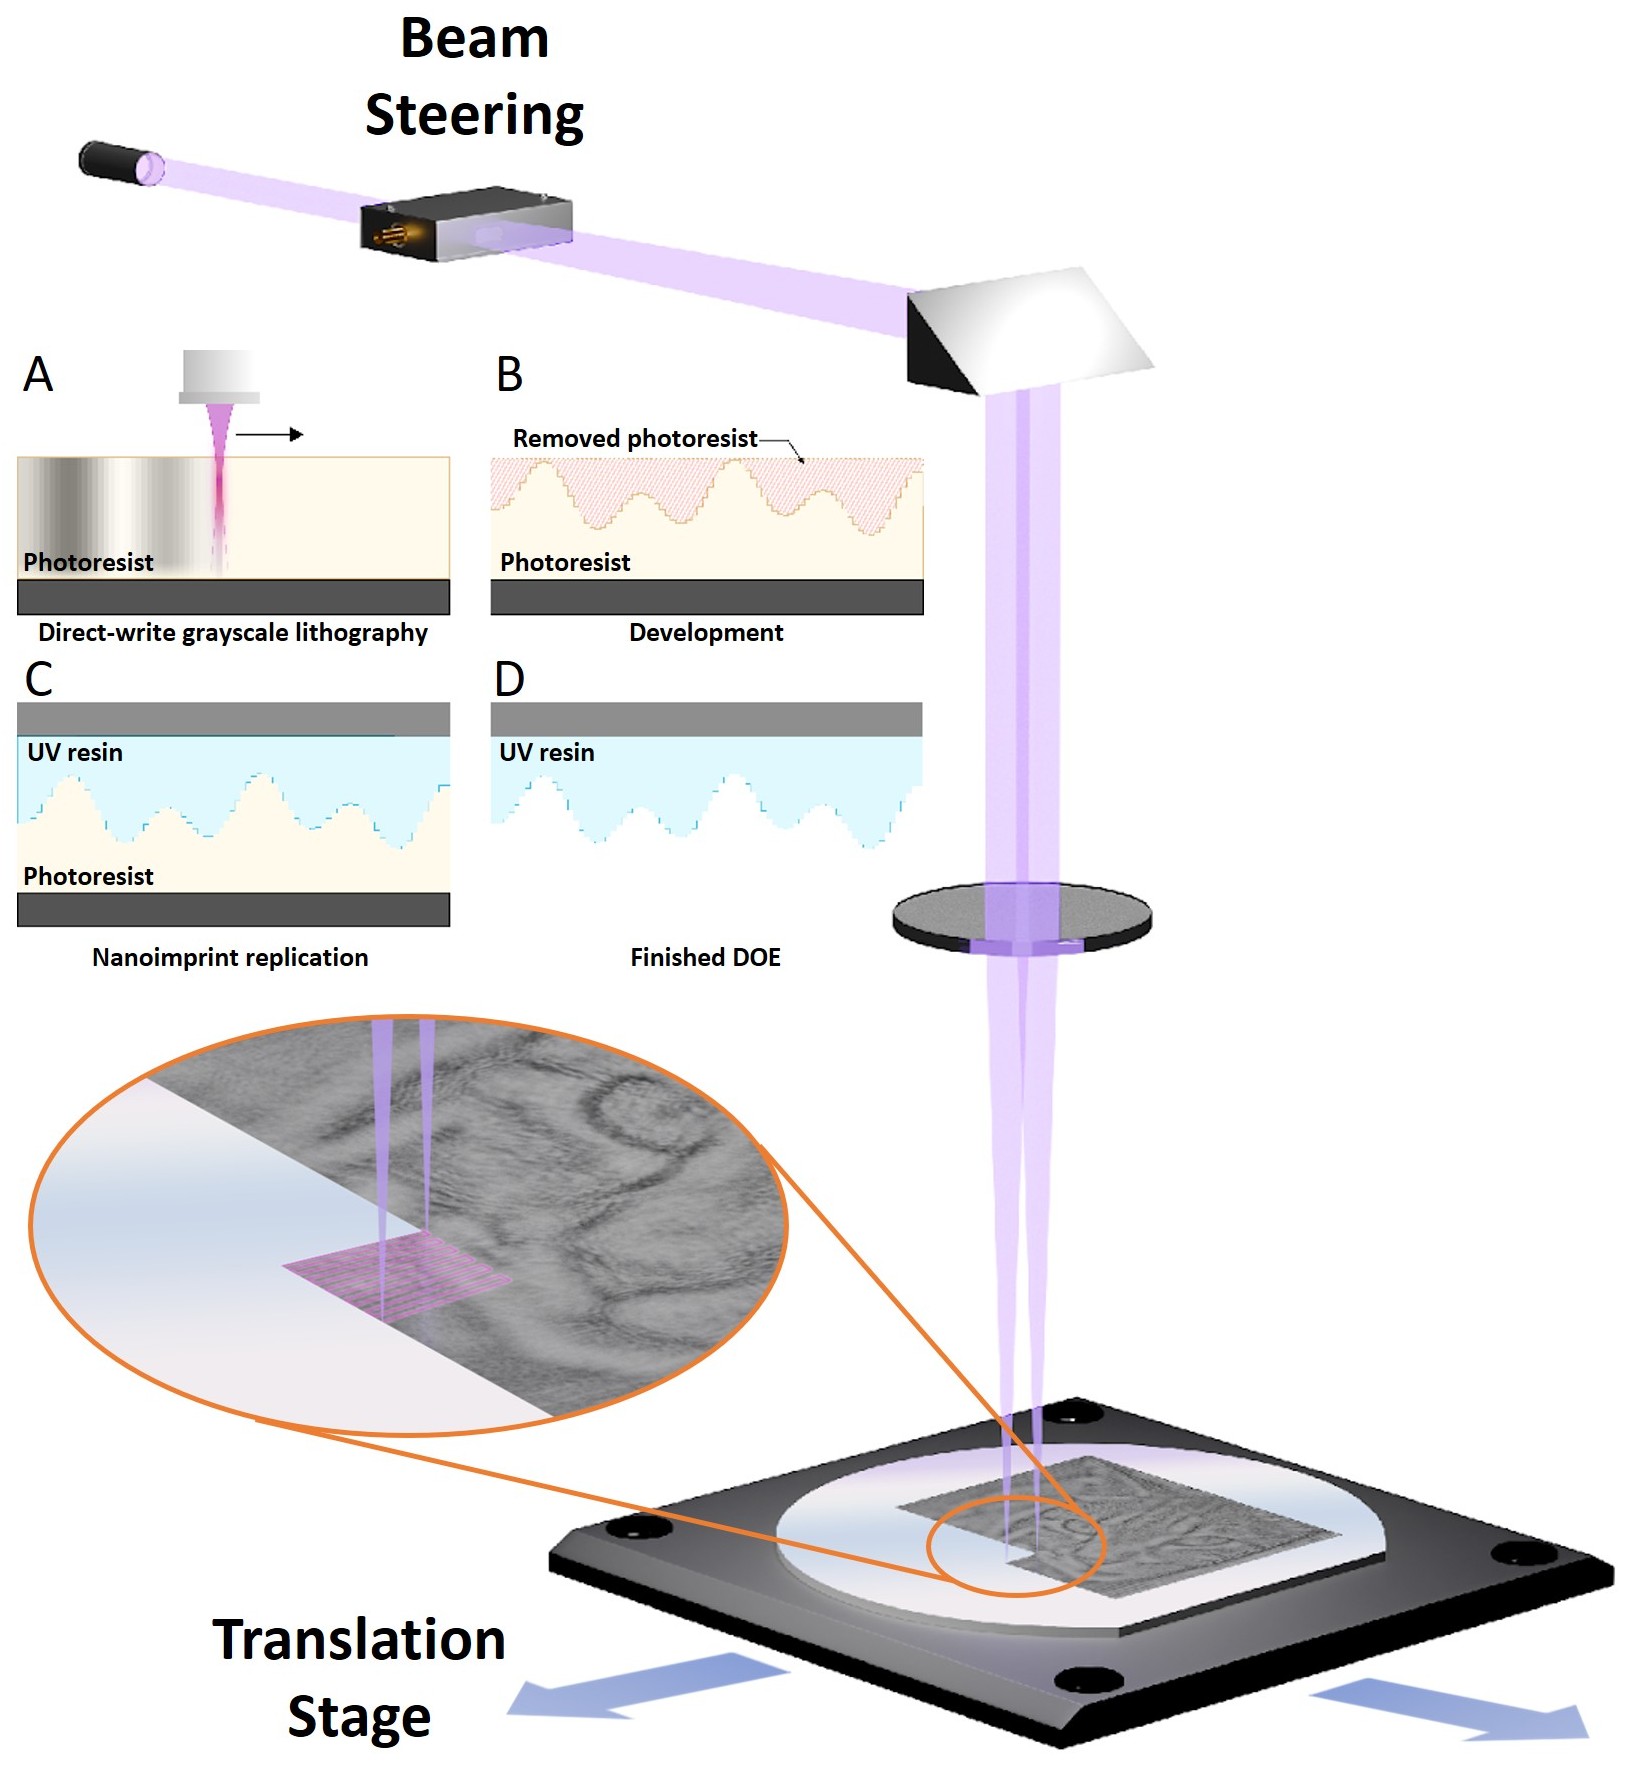 Beam
Steering
A
Photoresist
Direct-write grayscale lithography
B
Removed photoresist
Photoresist
Development
C
UV resin
Photoresist
Nanoimprint replication
D
UV resin
Finished DOE
Translation
Stage